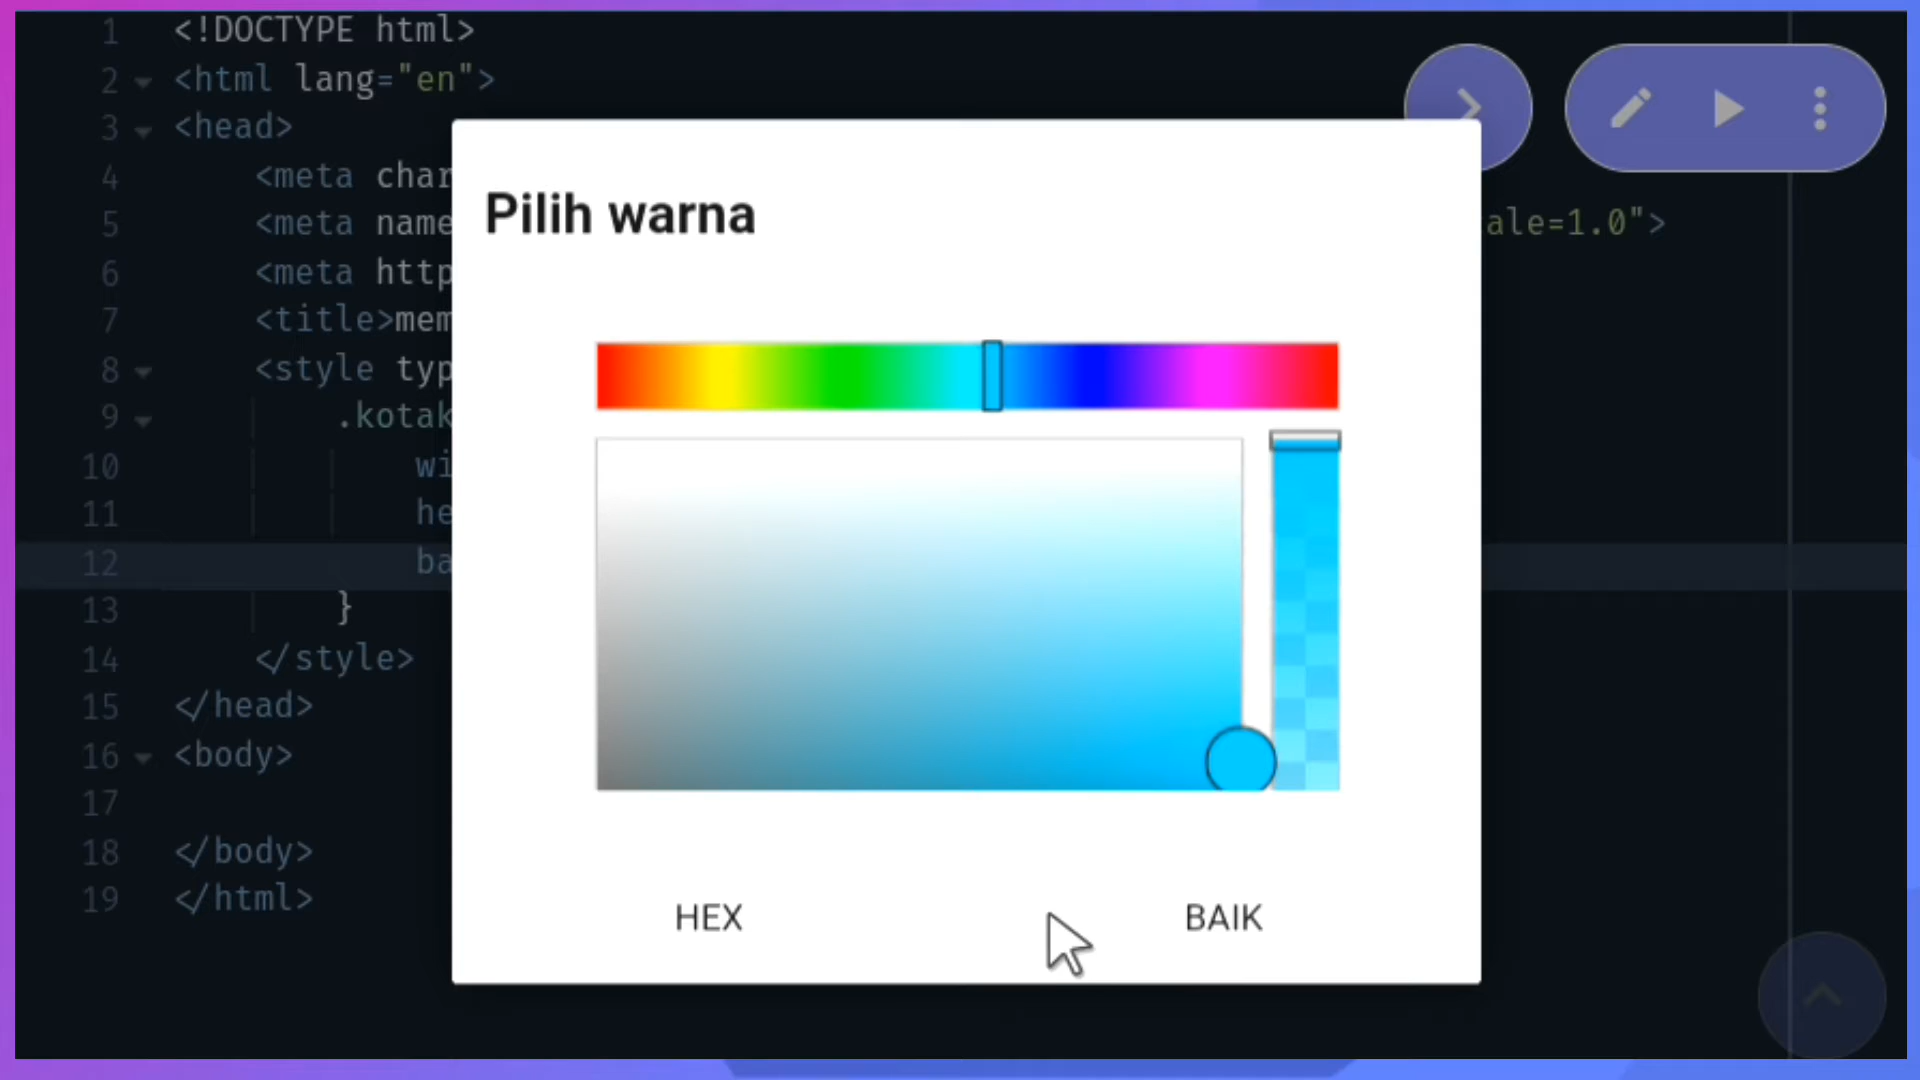 1 <!DOCTYPE html>
2 <html lang="en">
3 <head>
4 <meta char
5 <meta name ale=1.0">
6 <meta http
7 <title>mem
8 <style typ
9 .kotak
10 wi
11 he
12 ba
13 }
14 </style>
15 </head>
16 <body>
17
18 </body>
19 </html>
Pilih warna
HEX BAIK